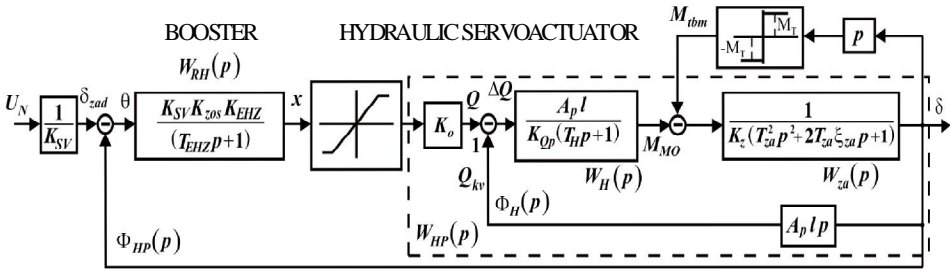 BOOSTER HYDRAULIC SERVOACTUATOR
M_tbm M_T -M_T p
W_RH(p)
U_N 1/K_SV δ_zad θ K_SV K_zos K_EHZ/(T_EHZ p+1) x K_o Q 1 ΔQ A_p l/K_Qp(T_H p+1) M_MO 1/K_z(T_za^2 p^2+2T_za ξ_za p+1) δ
Q_kv W_H(p) W_za(p)
Φ_HP(p) W_HP(p) Φ_H(p) A_p l p